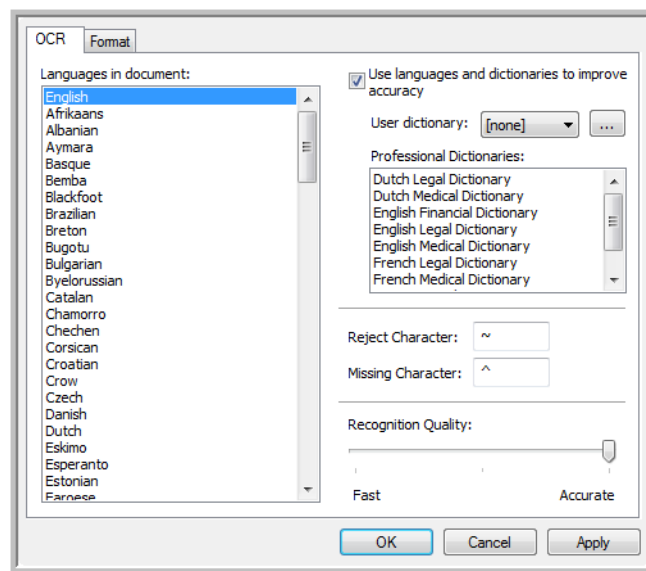 OCR
Format
Languages in document:
English
Afrikaans
Albanian
Aymara
Basque
Bemba
Blackfoot
Brazilian
Breton
Bugotu
Bulgarian
Byelorussian
Catalan
Chamorro
Chechen
Corsican
Croatian
Crow
Czech
Danish
Dutch
Eskimo
Esperanto
Estonian
Faroese
Use languages and dictionaries to improve
accuracy
User dictionary: [none] ...
Professional Dictionaries:
Dutch Legal Dictionary
Dutch Medical Dictionary
English Financial Dictionary
English Legal Dictionary
English Medical Dictionary
French Legal Dictionary
French Medical Dictionary
Reject Character: ~
Missing Character: ^
Recognition Quality:
Fast Accurate
OK Cancel Apply